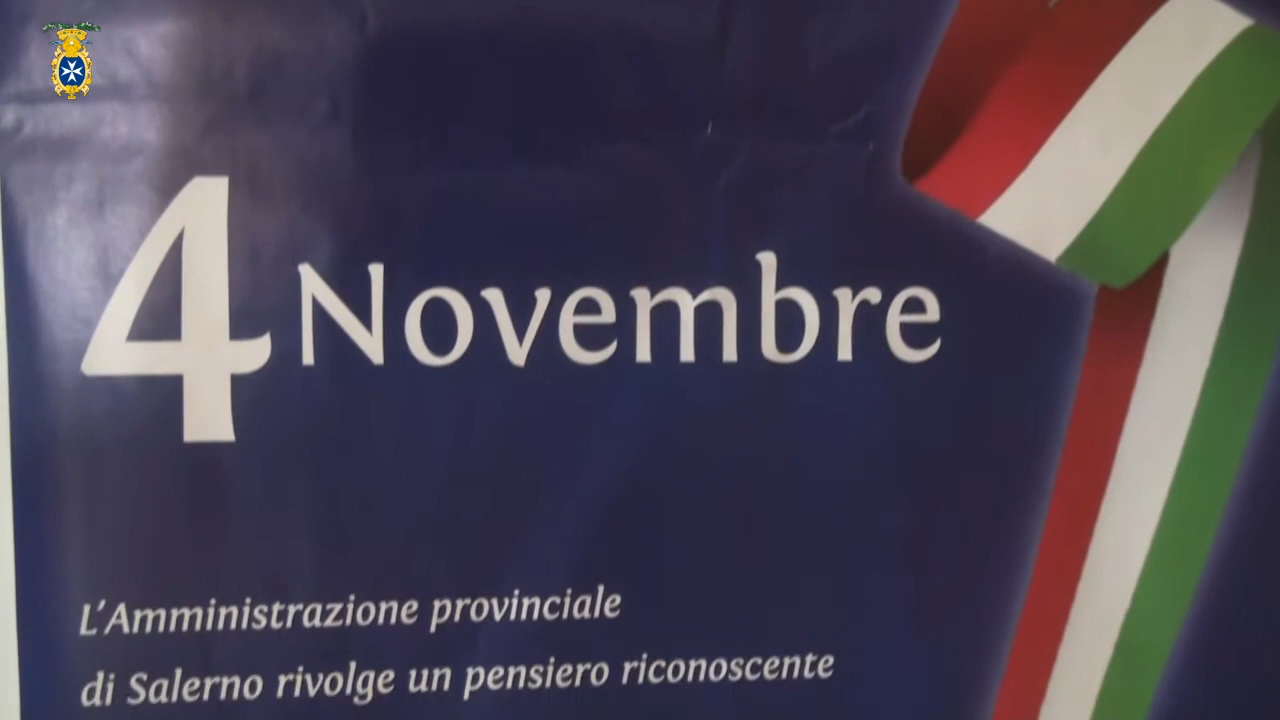 4 Novembre
L'Amministrazione provinciale
di Salerno rivolge un pensiero riconoscente